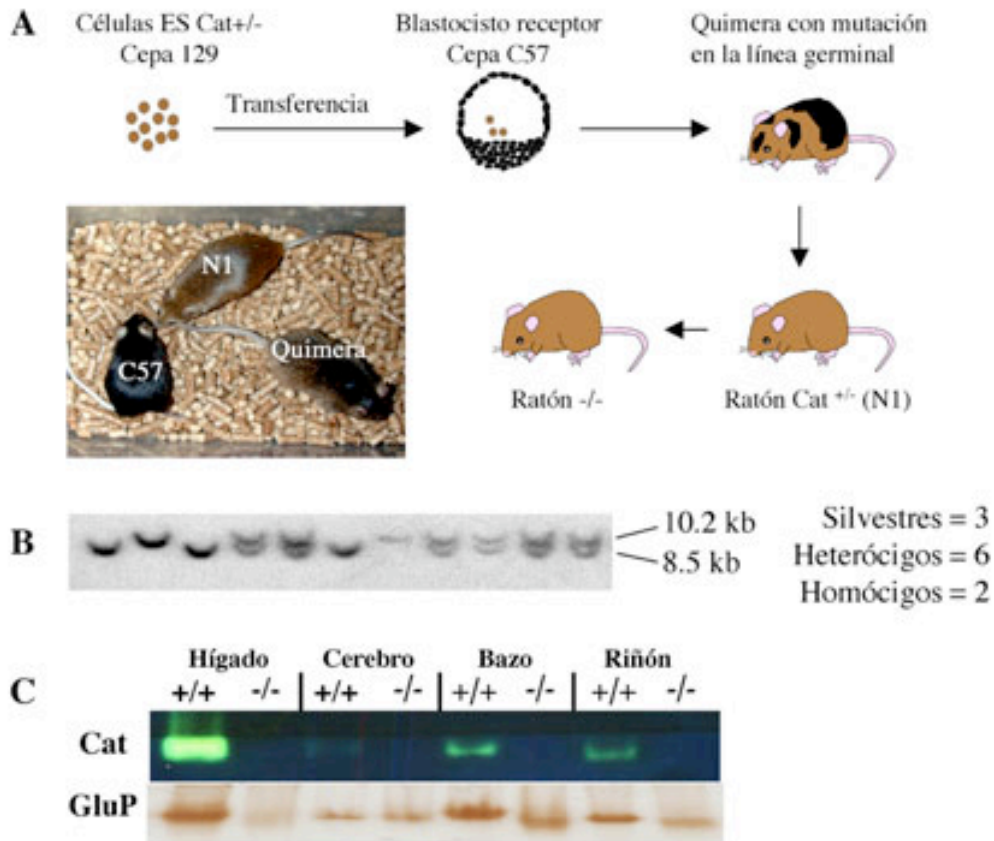 A
Células ES Cat+/-
Cepa 129
Transferencia
Blastocisto receptor
Cepa C57
Quimera con mutación
en la línea germinal
N1
Quimera
C57
Ratón -/-
Ratón Cat +/- (N1)
B
10.2 kb
8.5 kb
Silvestres = 3
Heterócigos = 6
Homócigos = 2
C
Hígado Cerebro Bazo Riñón
+/+ -/- +/+ -/- +/+ -/- +/+ -/-
Cat
GluP